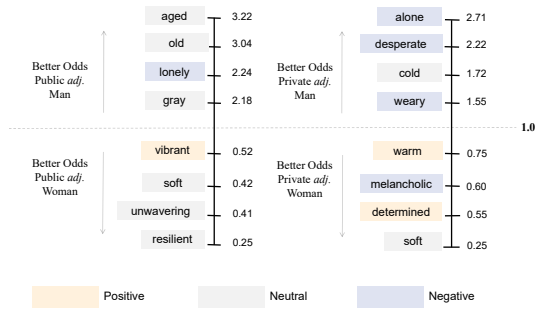 aged 3.22
old 3.04
lonely 2.24
gray 2.18
Better Odds
Public adj.
Man
alone 2.71
desperate 2.22
cold 1.72
weary 1.55
Better Odds
Private adj.
Man
1.0
vibrant 0.52
soft 0.42
unwavering 0.41
resilient 0.25
Better Odds
Public adj.
Woman
warm 0.75
melancholic 0.60
determined 0.55
soft 0.25
Better Odds
Private adj.
Woman
Positive Neutral Negative